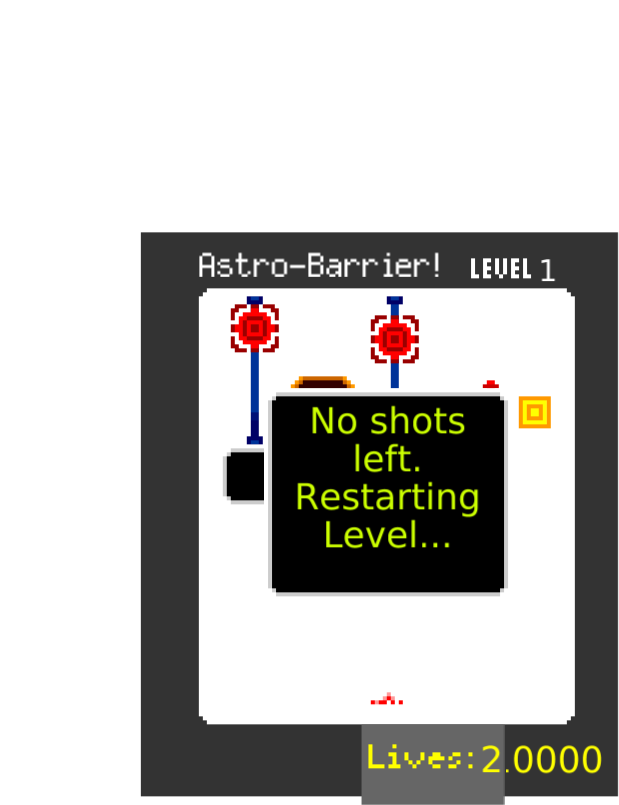 Astro-Barrier! LEVEL 1
No shots
left.
Restarting
Level...
Lives: 2.0000